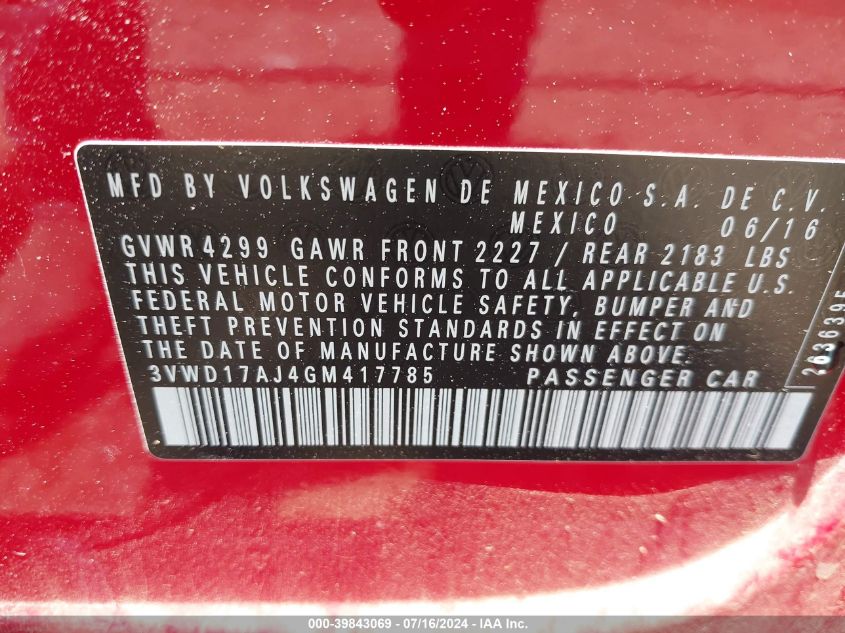 MFD BY VOLKSWAGEN DE MEXICO S.A. DE C.V.
MEXICO 06/16
GVWR 4299 GAWR FRONT 2227 / REAR 2183 LBS
THIS VEHICLE CONFORMS TO ALL APPLICABLE U.S.
FEDERAL MOTOR VEHICLE SAFETY, BUMPER AND
THEFT PREVENTION STANDARDS IN EFFECT ON
THE DATE OF MANUFACTURE SHOWN ABOVE.
3VWD17AJ4GM417785 PASSENGER CAR
000-39843069 - 07/16/2024 - IAA, Inc.